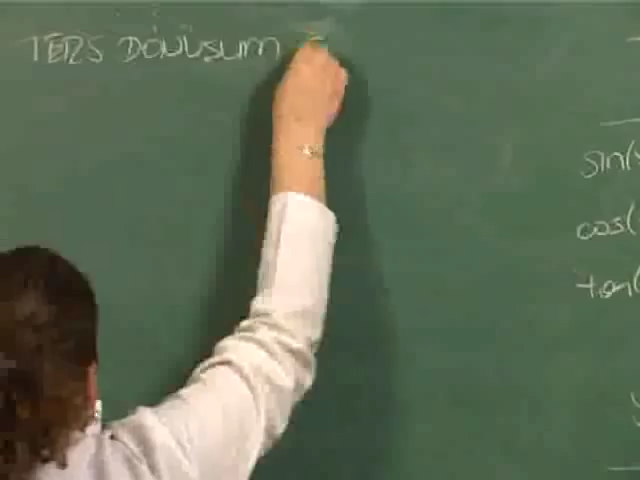 TERS DÖNÜŞÜM
sin(
cos(
tan(
y